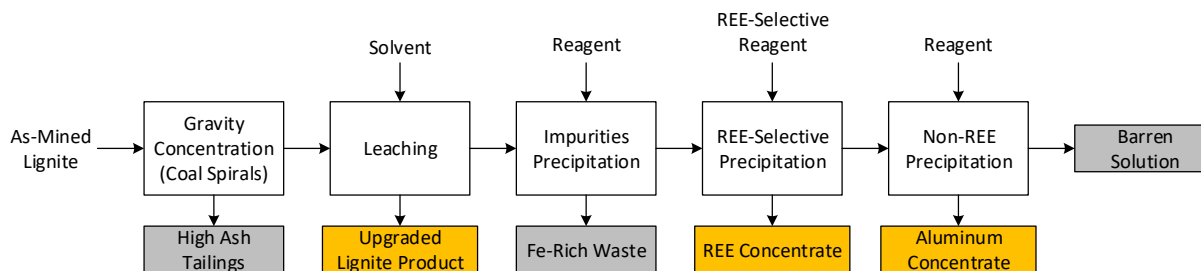 Solvent
Reagent
REE-Selective
Reagent
Reagent
As-Mined
Lignite
Gravity
Concentration
(Coal Spirals)
Leaching
Impurities
Precipitation
REE-Selective
Precipitation
Non-REE
Precipitation
Barren
Solution
High Ash
Tailings
Upgraded
Lignite Product
Fe-Rich Waste
REE Concentrate
Aluminum
Concentrate